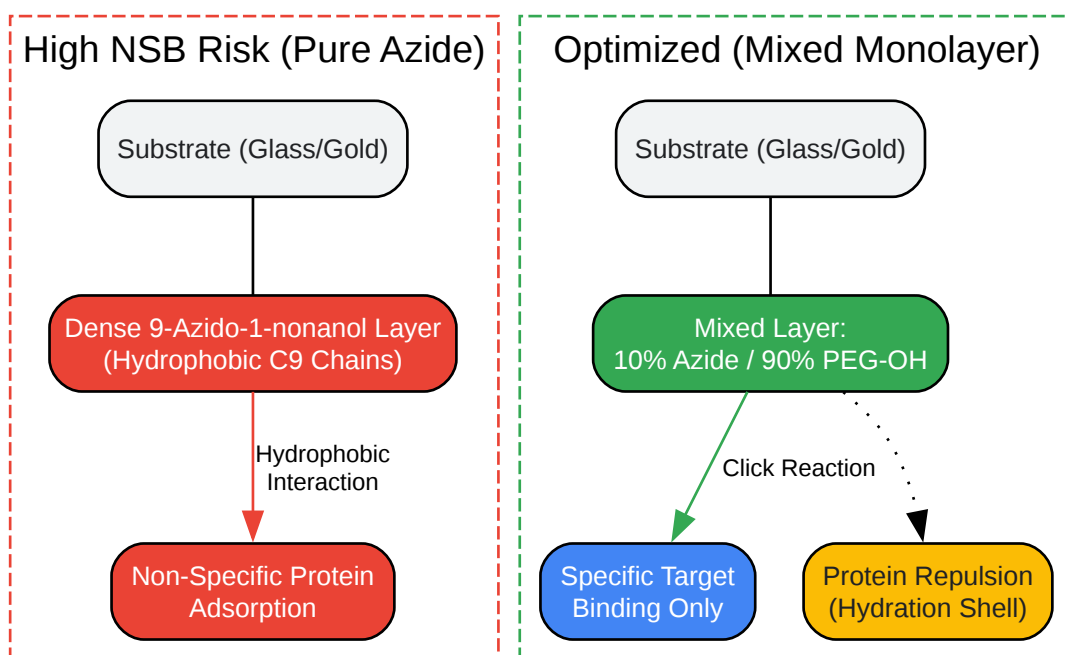 High NSB Risk (Pure Azide)
Substrate (Glass/Gold)
Dense 9-Azido-1-nonanol Layer
(Hydrophobic C9 Chains)
Hydrophobic
Interaction
Non-Specific Protein
Adsorption
Optimized (Mixed Monolayer)
Substrate (Glass/Gold)
Mixed Layer:
10% Azide / 90% PEG-OH
Click Reaction
Specific Target
Binding Only
Protein Repulsion
(Hydration Shell)